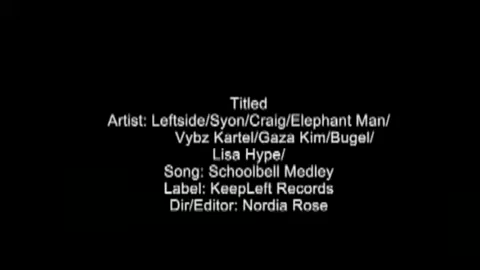 Titled
Artist: Leftside/Syon/Craig/Elephant Man/
Vybz Kartel/Gaza Kim/Bugel/
Lisa Hype/
Song: Schoolbell Medley
Label: KeepLeft Records
Dir/Editor: Nordia Rose